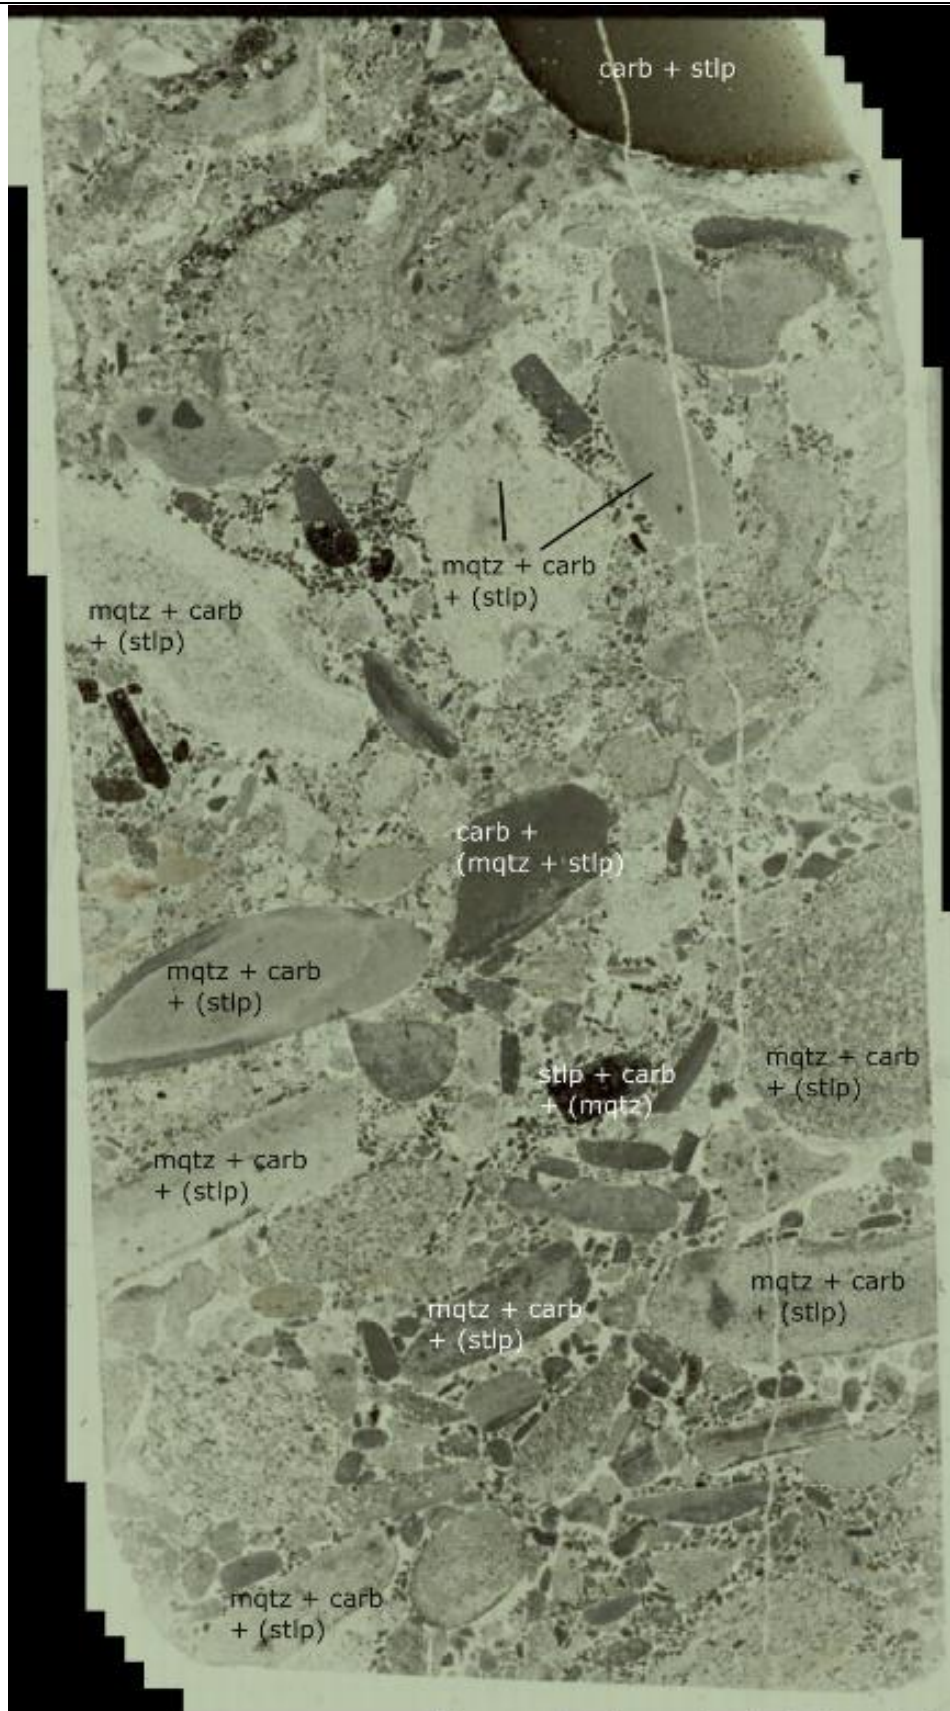 carb + stlp
mqtz + carb
+ (stlp)
mqtz + carb
+ (stlp)
carb +
(mqtz + stlp)
mqtz + carb
+ (stlp)
mqtz + carb
+ (stlp)
stlp + carb
+ (mqtz)
mqtz + carb
+ (stlp)
mqtz + carb
+ (stlp)
mqtz + carb
+ (stlp)
mqtz + carb
+ (stlp)